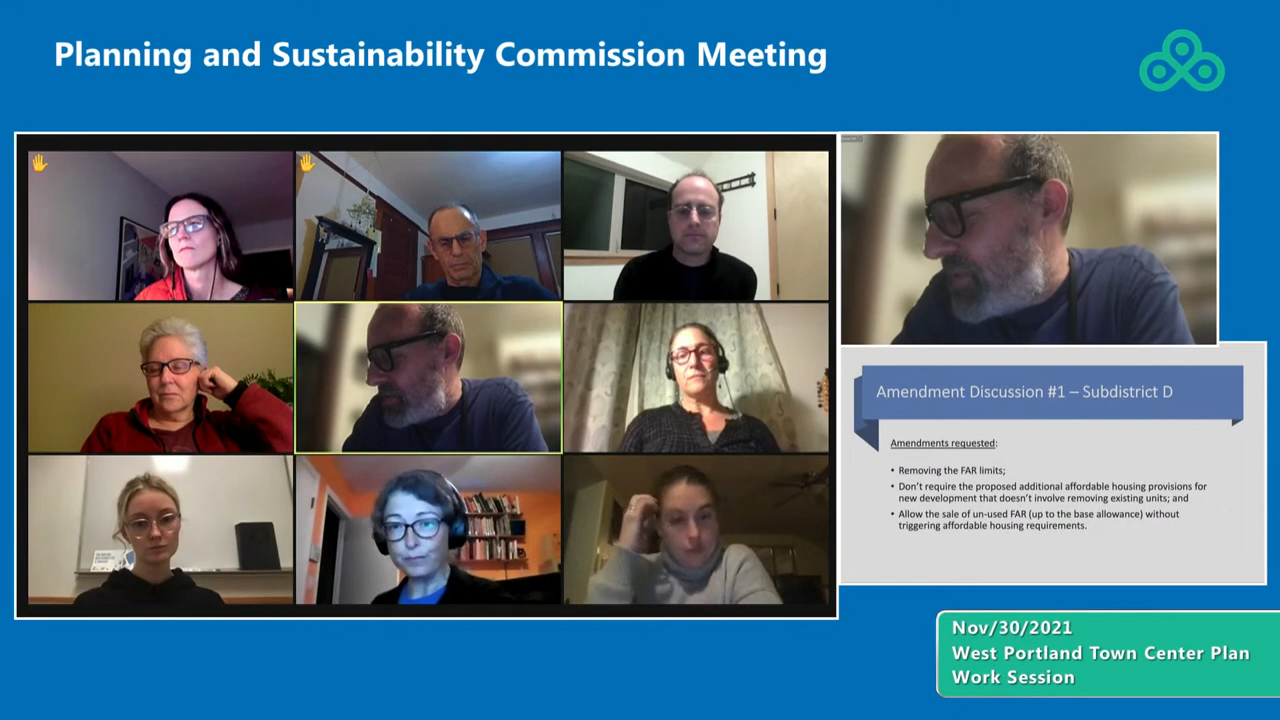 Planning and Sustainability Commission Meeting
Amendment Discussion #1 – Subdistrict D
Amendments requested:
• Removing the FAR limits;
• Don't require the proposed additional affordable housing provisions for
new development that doesn't involve removing existing units; and
• Allow the sale of un-used FAR (up to the base allowance) without
triggering affordable housing requirements.
Nov/30/2021
West Portland Town Center Plan
Work Session